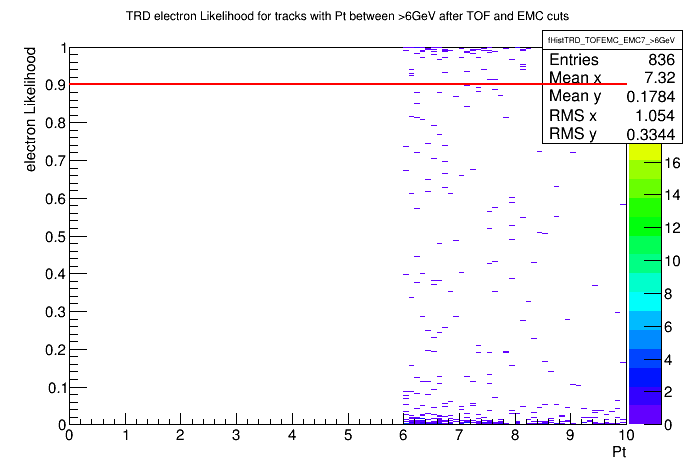 TRD electron Likelihood for tracks with Pt between >6GeV after TOF and EMC cuts
fHistTRD_TOFEMC_EMC7_>6GeV
Entries 836
Mean x 7.32
Mean y 0.1784
RMS x 1.054
RMS y 0.3344
electron Likelihood
1
0.9
0.8
0.7
0.6
0.5
0.4
0.3
0.2
0.1
0
16
14
12
10
8
6
4
2
0
0 1 2 3 4 5 6 7 8 9 10
Pt